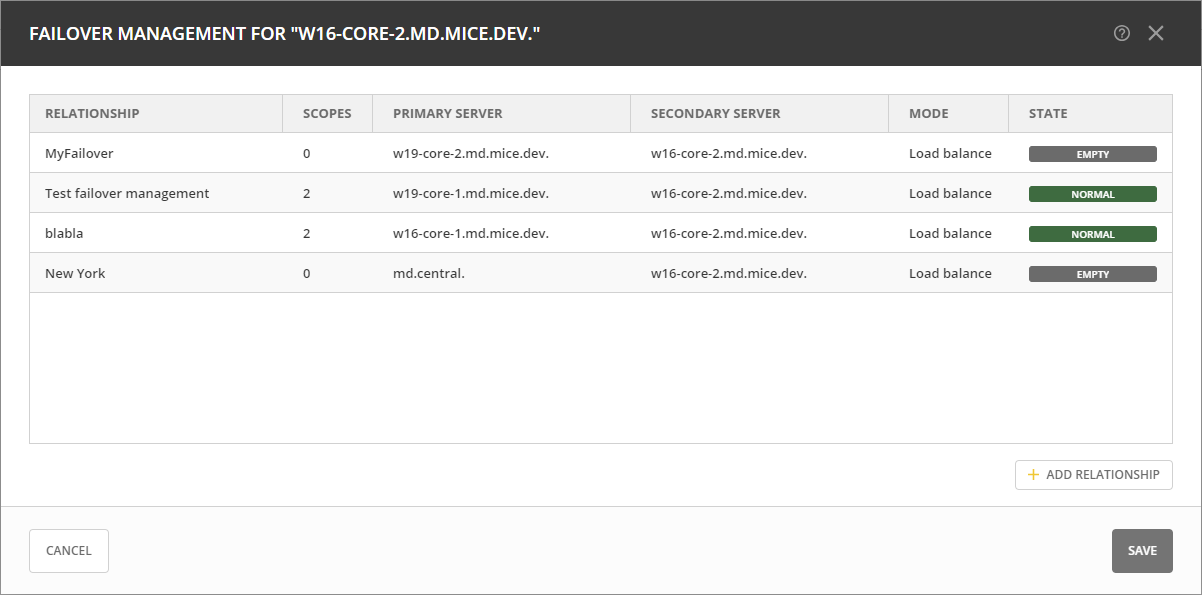 FAILOVER MANAGEMENT FOR "W16-CORE-2.MD.MICE.DEV."
RELATIONSHIP SCOPES PRIMARY SERVER SECONDARY SERVER MODE STATE
MyFailover 0 w19-core-2.md.mice.dev. w16-core-2.md.mice.dev. Load balance EMPTY
Test failover management 2 w19-core-1.md.mice.dev. w16-core-2.md.mice.dev. Load balance NORMAL
blabla 2 w16-core-1.md.mice.dev. w16-core-2.md.mice.dev. Load balance NORMAL
New York 0 md.central. w16-core-2.md.mice.dev. Load balance EMPTY
+ ADD RELATIONSHIP
CANCEL SAVE